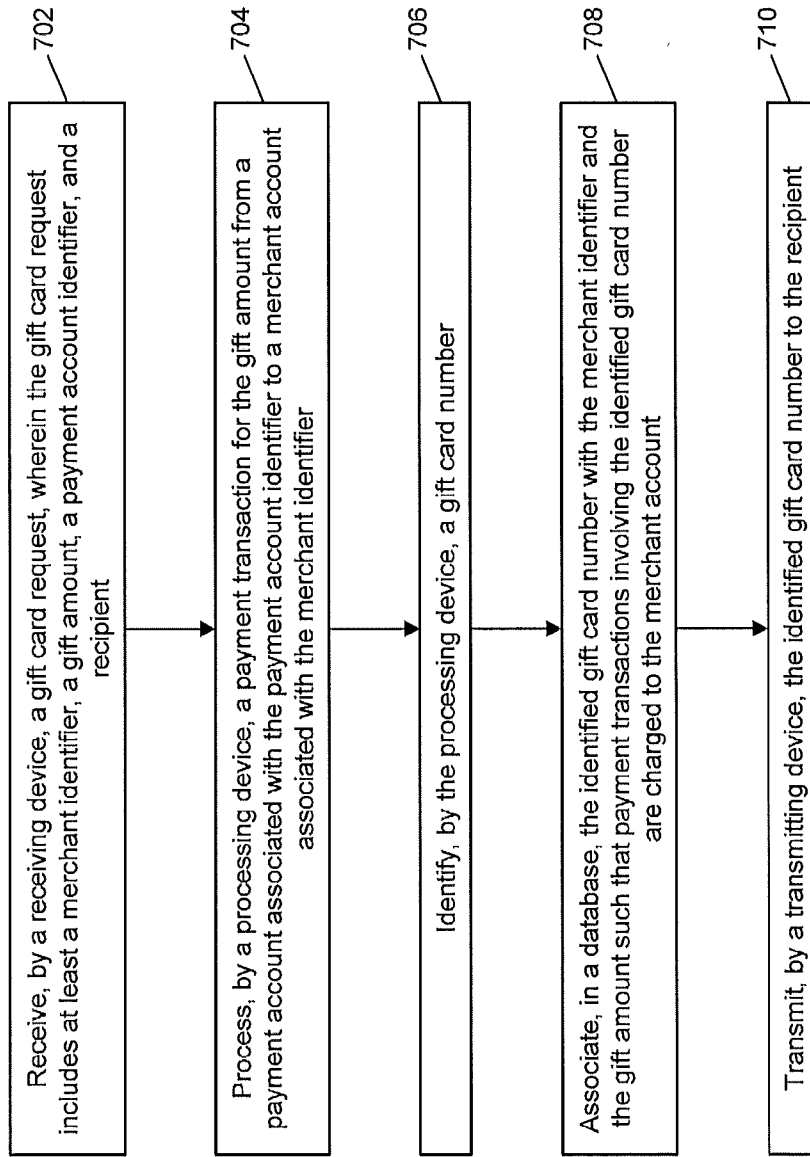 702
Receive, by a receiving device, a gift card request, wherein the gift card request
includes at least a merchant identifier, a gift amount, a payment account identifier, and a
recipient
704
Process, by a processing device, a payment transaction for the gift amount from a
payment account associated with the payment account identifier to a merchant account
associated with the merchant identifier
706
Identify, by the processing device, a gift card number
708
Associate, in a database, the identified gift card number with the merchant identifier and
the gift amount such that payment transactions involving the identified gift card number
are charged to the merchant account
710
Transmit, by a transmitting device, the identified gift card number to the recipient